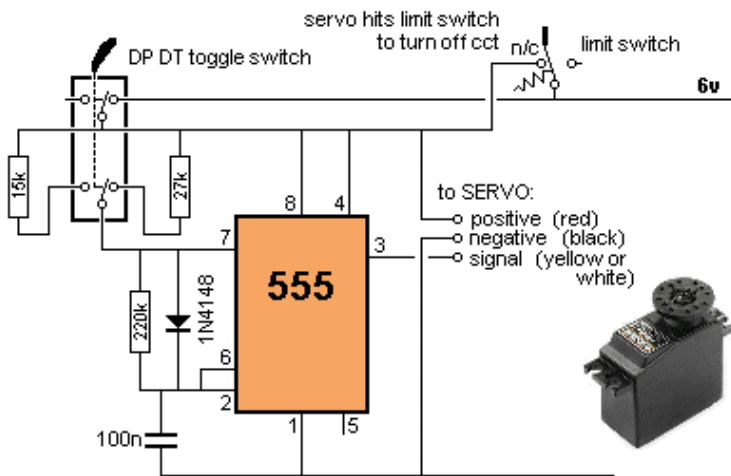 servo hits limit switch
to turn off cct
n/c
limit switch
DP DT toggle switch
6v
15k
27k
to SERVO:
8
4
positive (red)
7
negative (black)
3
signal (yellow or
white)
555
220k
1N4148
6
2
100n
1
5